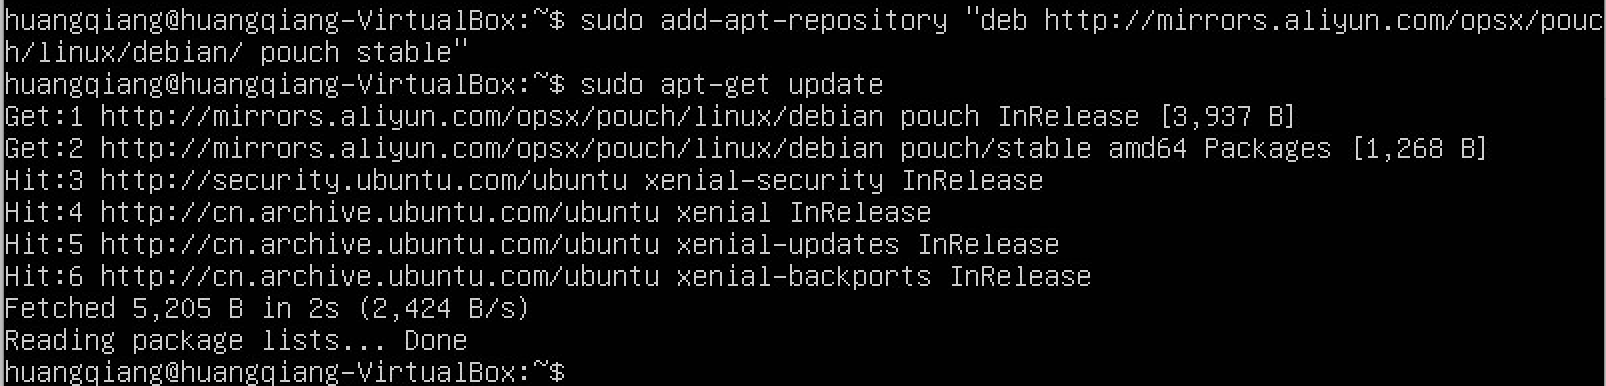 huangqiang@huangqiang-VirtualBox:~$ sudo add-apt-repository "deb http://mirrors.aliyun.com/opsx/pouc
h/linux/debian/ pouch stable"
huangqiang@huangqiang-VirtualBox:~$ sudo apt-get update
Get:1 http://mirrors.aliyun.com/opsx/pouch/linux/debian pouch InRelease [3,937 B]
Get:2 http://mirrors.aliyun.com/opsx/pouch/linux/debian pouch/stable amd64 Packages [1,268 B]
Hit:3 http://security.ubuntu.com/ubuntu xenial-security InRelease
Hit:4 http://cn.archive.ubuntu.com/ubuntu xenial InRelease
Hit:5 http://cn.archive.ubuntu.com/ubuntu xenial-updates InRelease
Hit:6 http://cn.archive.ubuntu.com/ubuntu xenial-backports InRelease
Fetched 5,205 B in 2s (2,424 B/s)
Reading package lists... Done
huangqiang@huangqiang-VirtualBox:~$